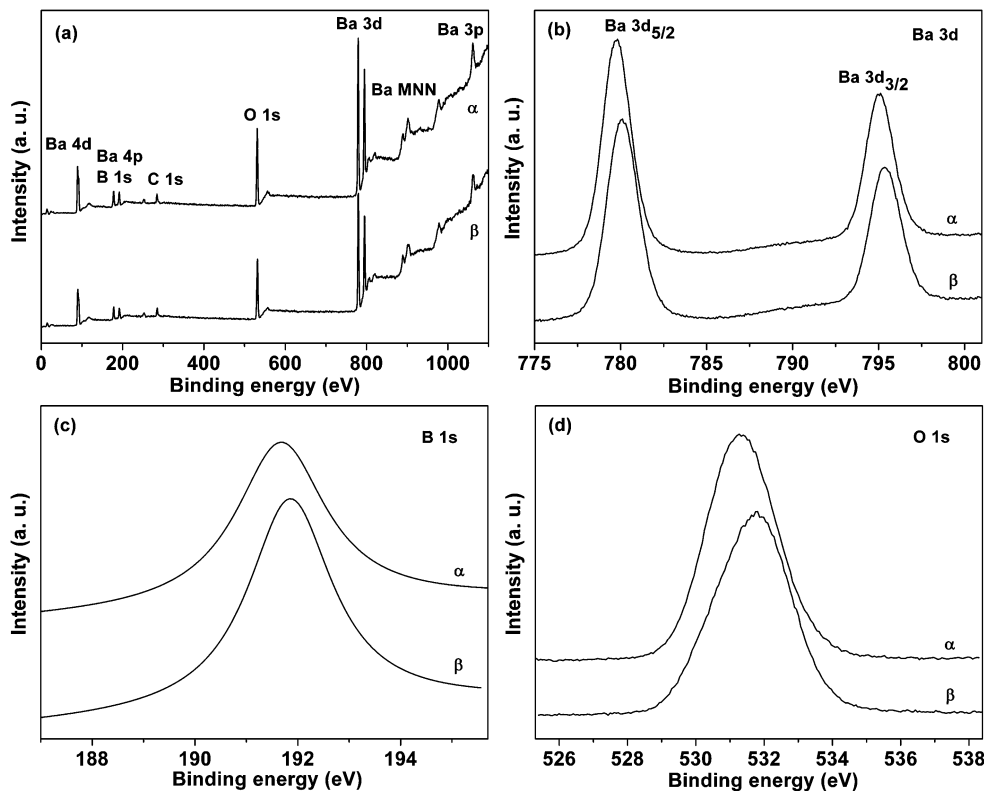 (a)
Ba 3d
Ba 3p
Ba MNN
α
O 1s
Ba 4d
Ba 4p
B 1s
C 1s
β
Intensity (a. u.)
0 200 400 600 800 1000
Binding energy (eV)
(b)
Ba 3d5/2
Ba 3d
Ba 3d3/2
α
β
Intensity (a. u.)
775 780 785 790 795 800
Binding energy (eV)
(c)
B 1s
α
β
Intensity (a. u.)
188 190 192 194
Binding energy (eV)
(d)
O 1s
α
β
Intensity (a. u.)
526 528 530 532 534 536 538
Binding energy (eV)